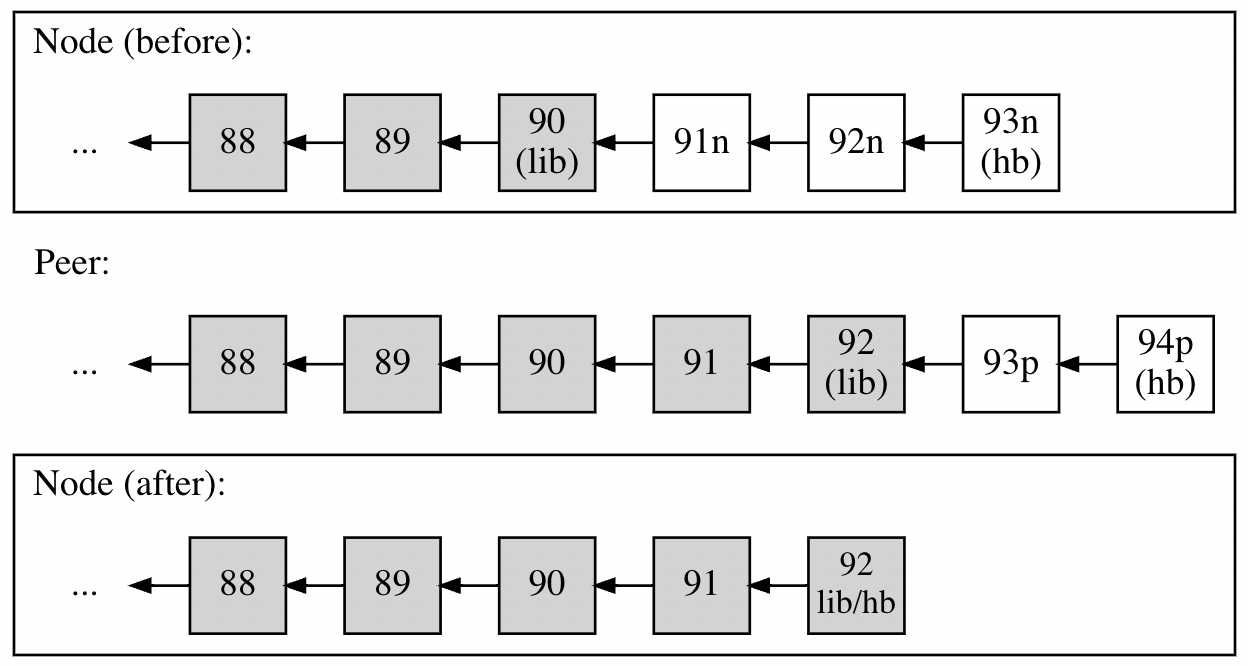 Node (before):
... 88 89 90 (lib) 91n 92n 93n (hb)
Peer:
... 88 89 90 91 92 (lib) 93p 94p (hb)
Node (after):
... 88 89 90 91 92 lib/hb